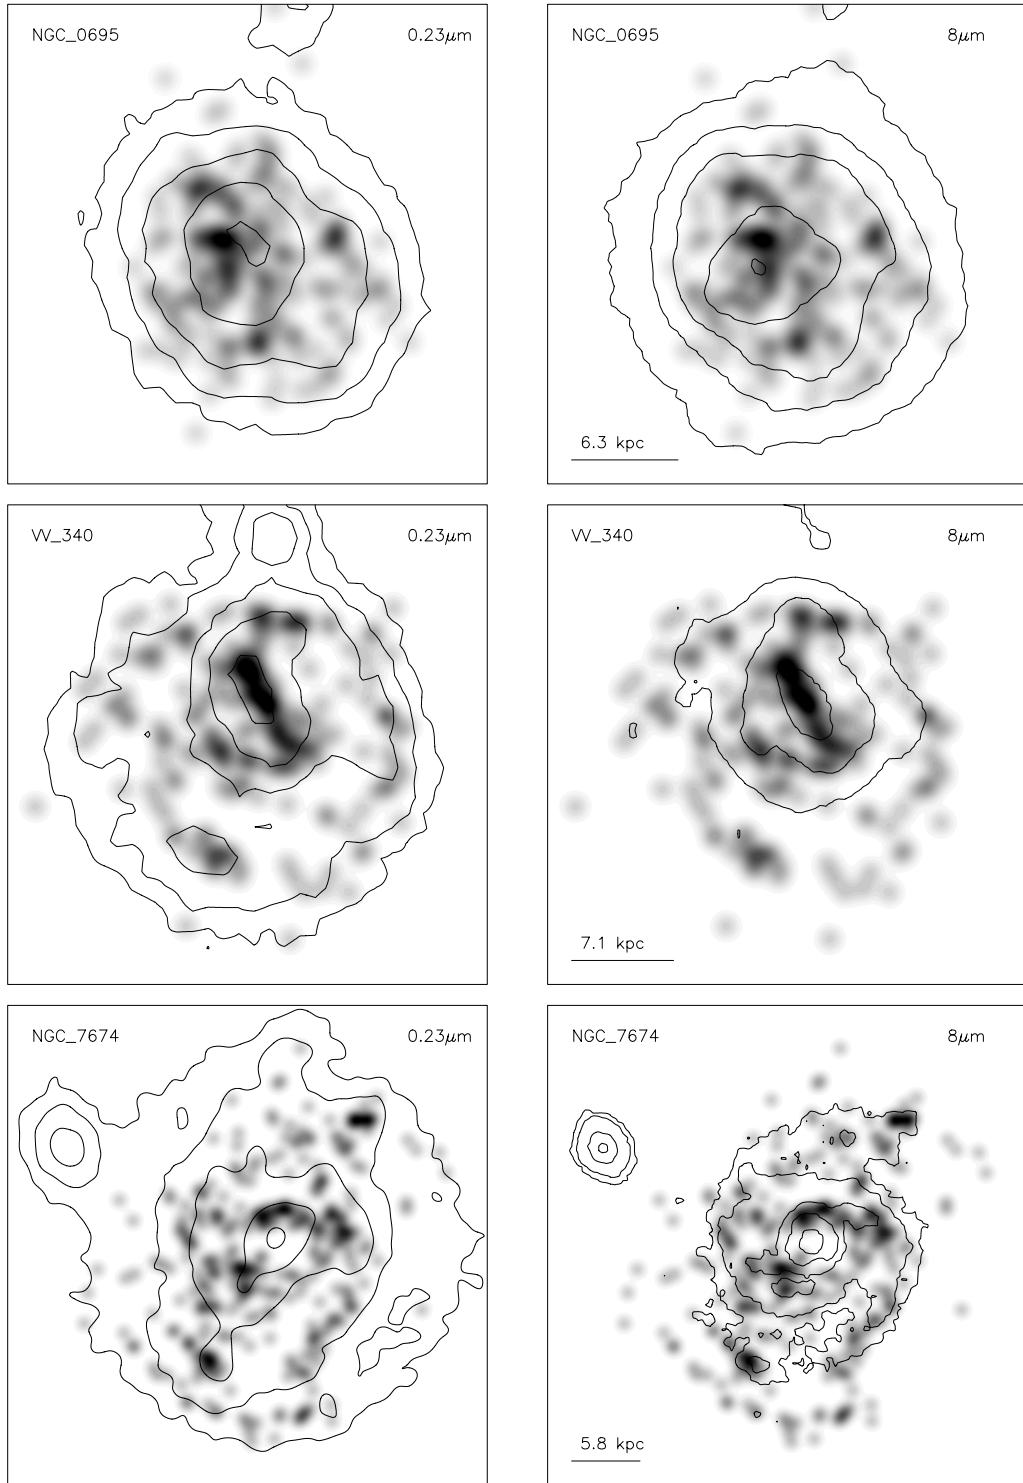 NGC_0695 0.23μm
NGC_0695 8μm
6.3 kpc
VV_340 0.23μm
VV_340 8μm
7.1 kpc
NGC_7674 0.23μm
NGC_7674 8μm
5.8 kpc